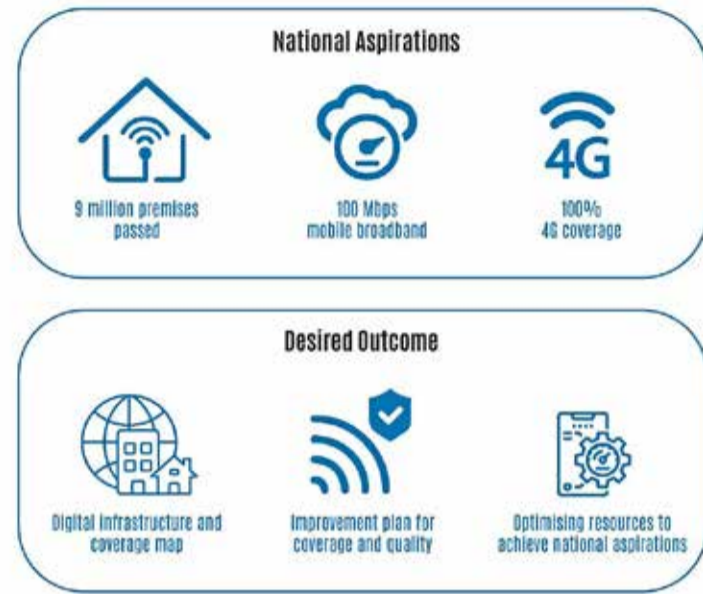 National Aspirations
9 million premises
passed
100 Mbps
mobile broadband
4G
100%
4G coverage
Desired Outcome
Digital infrastructure and
coverage map
Improvement plan for
coverage and quality
Optimising resources to
achieve national aspirations